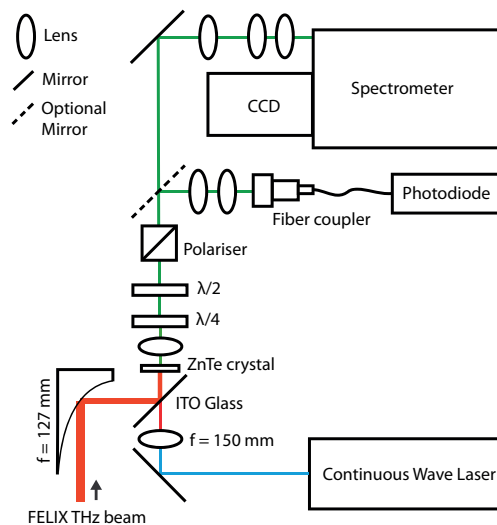 Lens
Mirror
Optional
Mirror
CCD
Spectrometer
Photodiode
Fiber coupler
Polariser
λ/2
λ/4
ZnTe crystal
ITO Glass
f = 127 mm
f = 150 mm
Continuous Wave Laser
FELIX THz beam